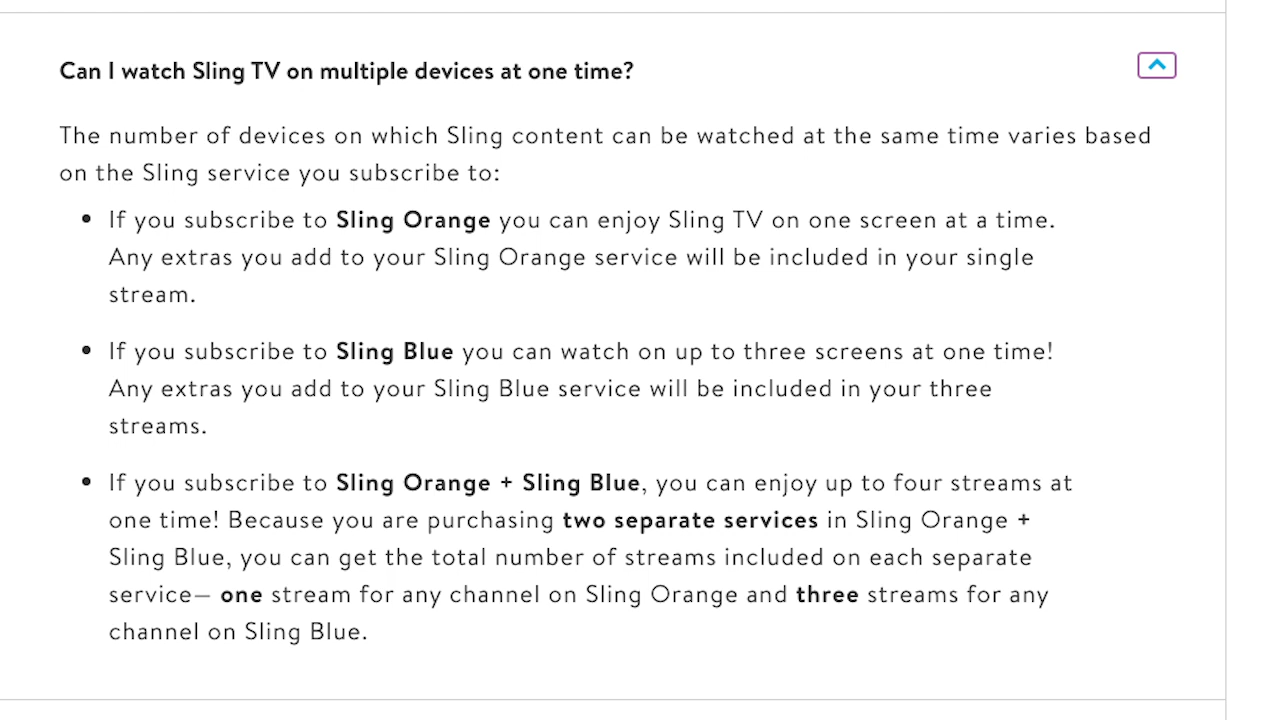 Can I watch Sling TV on multiple devices at one time?
The number of devices on which Sling content can be watched at the same time varies based
on the Sling service you subscribe to:
• If you subscribe to Sling Orange you can enjoy Sling TV on one screen at a time.
Any extras you add to your Sling Orange service will be included in your single
stream.
• If you subscribe to Sling Blue you can watch on up to three screens at one time!
Any extras you add to your Sling Blue service will be included in your three
streams.
• If you subscribe to Sling Orange + Sling Blue, you can enjoy up to four streams at
one time! Because you are purchasing two separate services in Sling Orange +
Sling Blue, you can get the total number of streams included on each separate
service— one stream for any channel on Sling Orange and three streams for any
channel on Sling Blue.